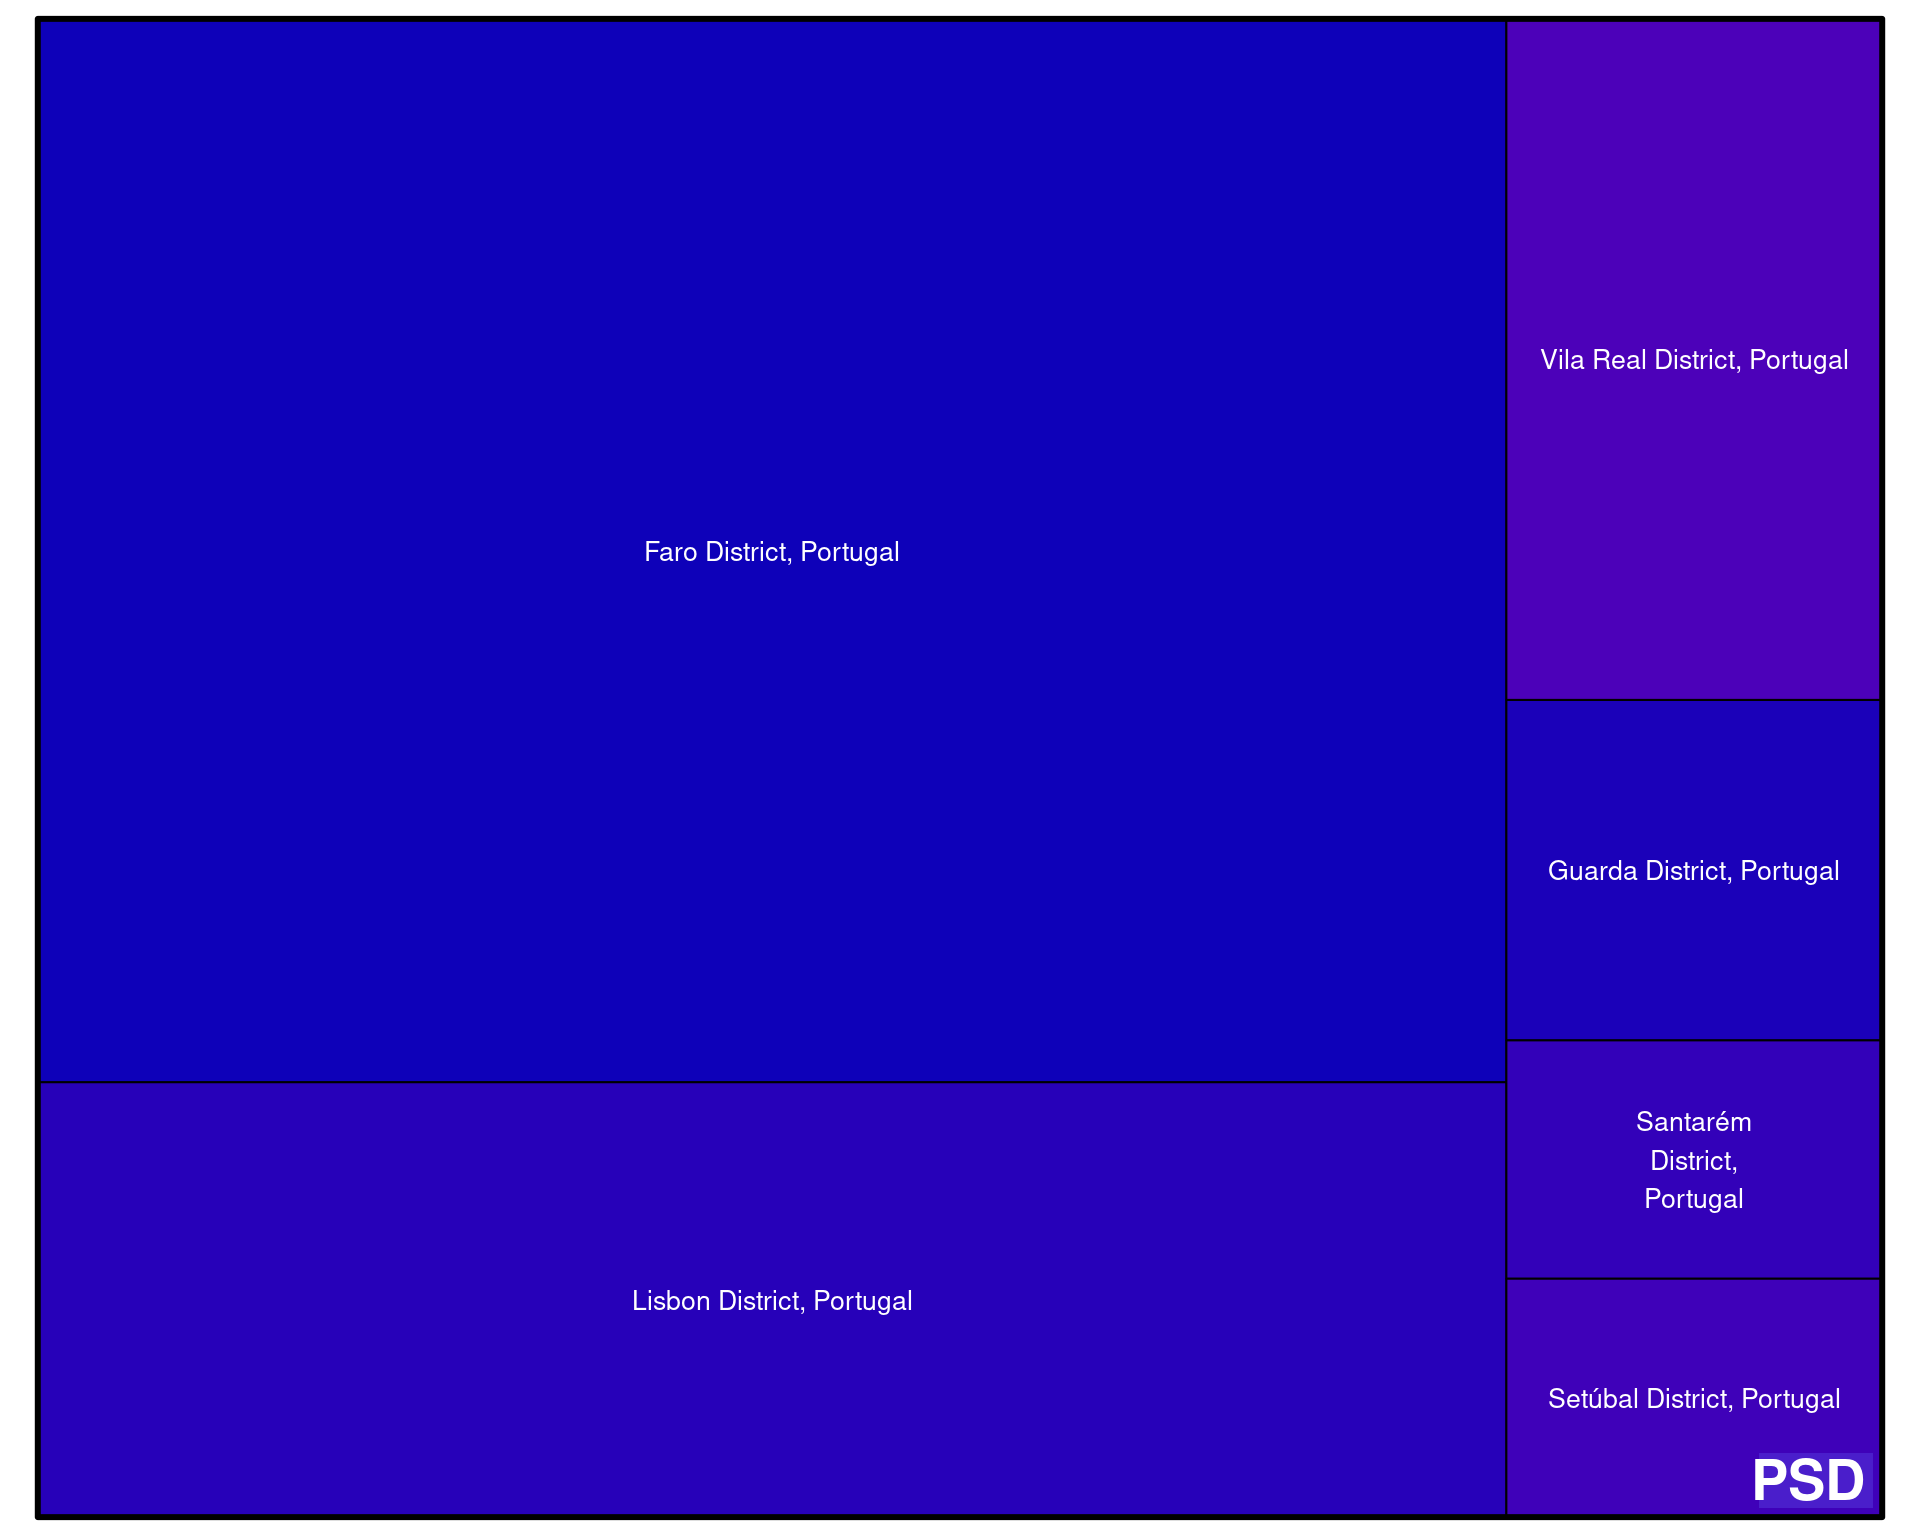 Faro District, Portugal
Lisbon District, Portugal
Vila Real District, Portugal
Guarda District, Portugal
Santarém
District,
Portugal
Setúbal District, Portugal
PSD